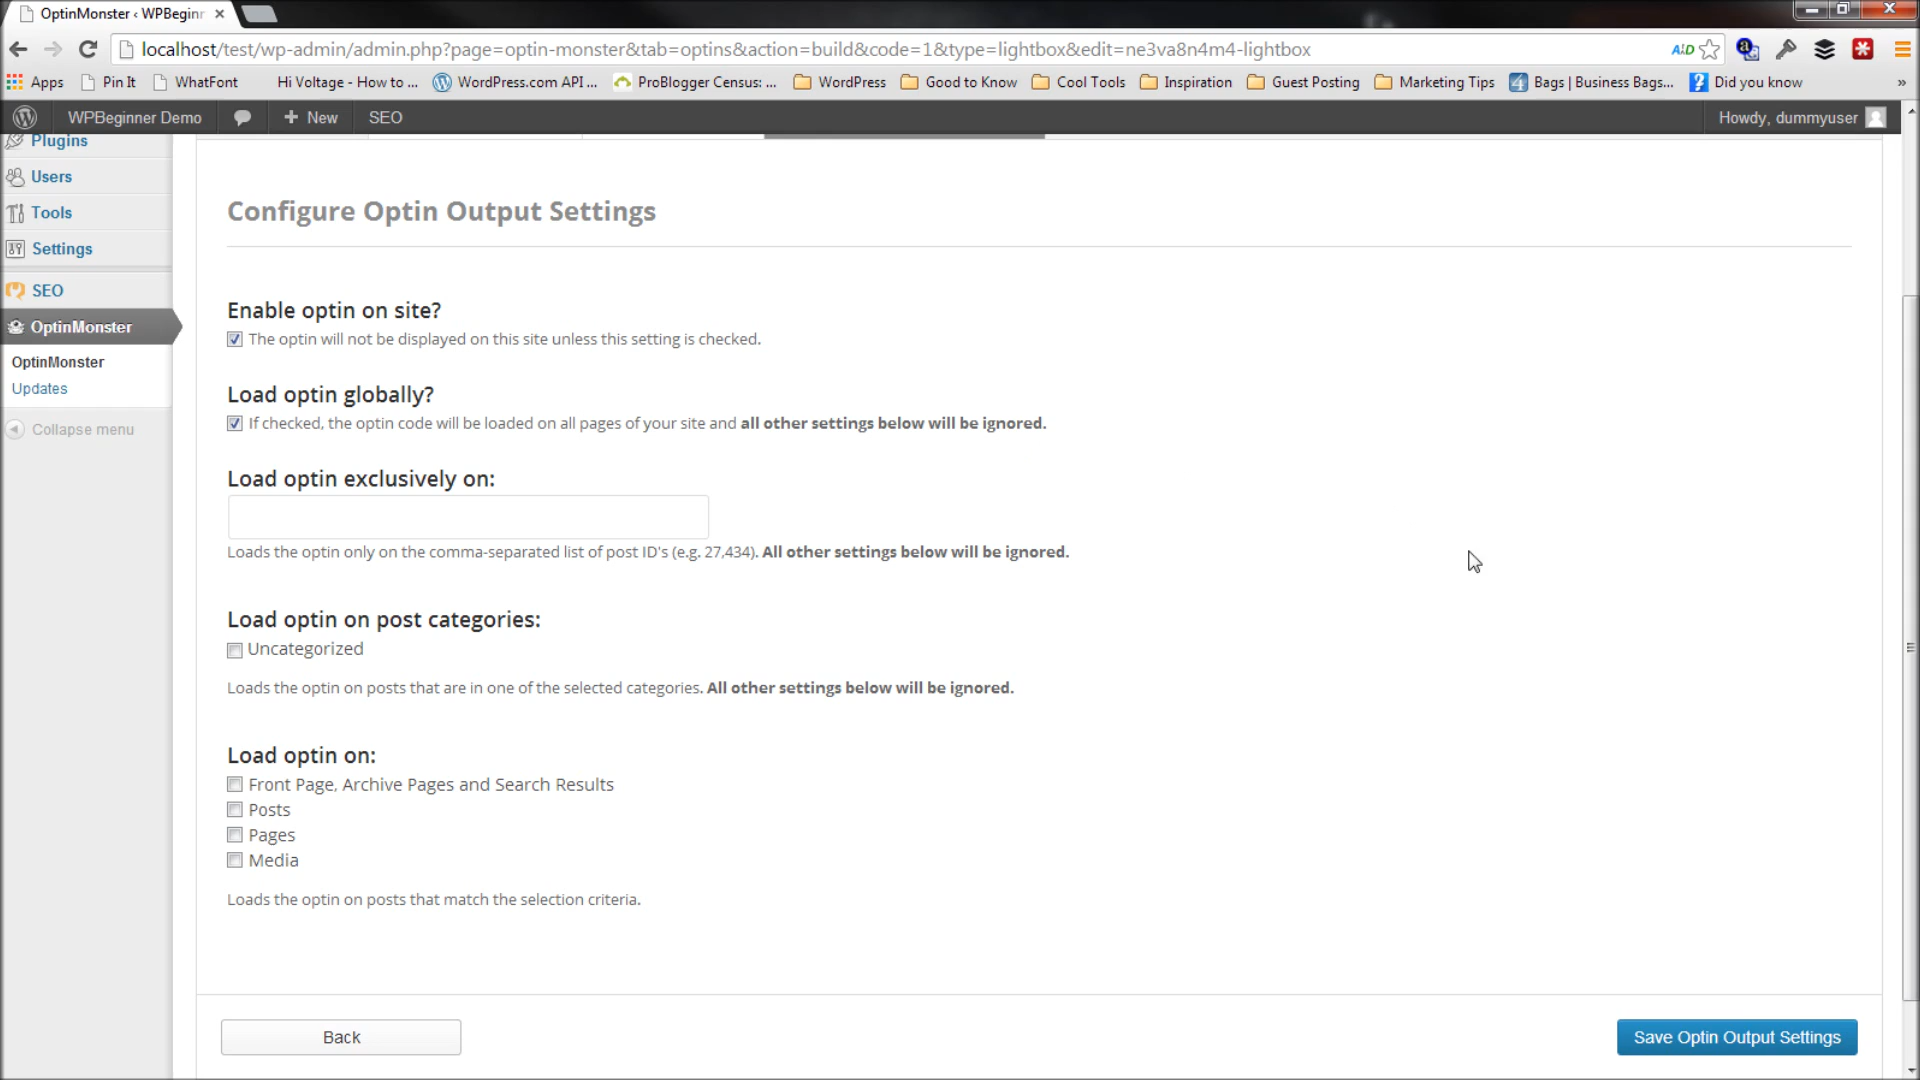 OptinMonster ‹ WPBeginr
localhost/test/wp-admin/admin.php?page=optin-monster&tab=optins&action=build&code=1&type=lightbox&edit=ne3va8n4m4-lightbox
Apps Pin It WhatFont Hi Voltage - How to ... WordPress.com API ... ProBlogger Census: ... WordPress Good to Know Cool Tools Inspiration Guest Posting Marketing Tips Bags | Business Bags... Did you know »
WPBeginner Demo + New SEO Howdy, dummyuser
Plugins
Users
Tools
Settings
SEO
OptinMonster
OptinMonster
Updates
Collapse menu
Configure Optin Output Settings
Enable optin on site?
The optin will not be displayed on this site unless this setting is checked.
Load optin globally?
If checked, the optin code will be loaded on all pages of your site and all other settings below will be ignored.
Load optin exclusively on:
Loads the optin only on the comma-separated list of post ID's (e.g. 27,434). All other settings below will be ignored.
Load optin on post categories:
Uncategorized
Loads the optin on posts that are in one of the selected categories. All other settings below will be ignored.
Load optin on:
Front Page, Archive Pages and Search Results
Posts
Pages
Media
Loads the optin on posts that match the selection criteria.
Back
Save Optin Output Settings